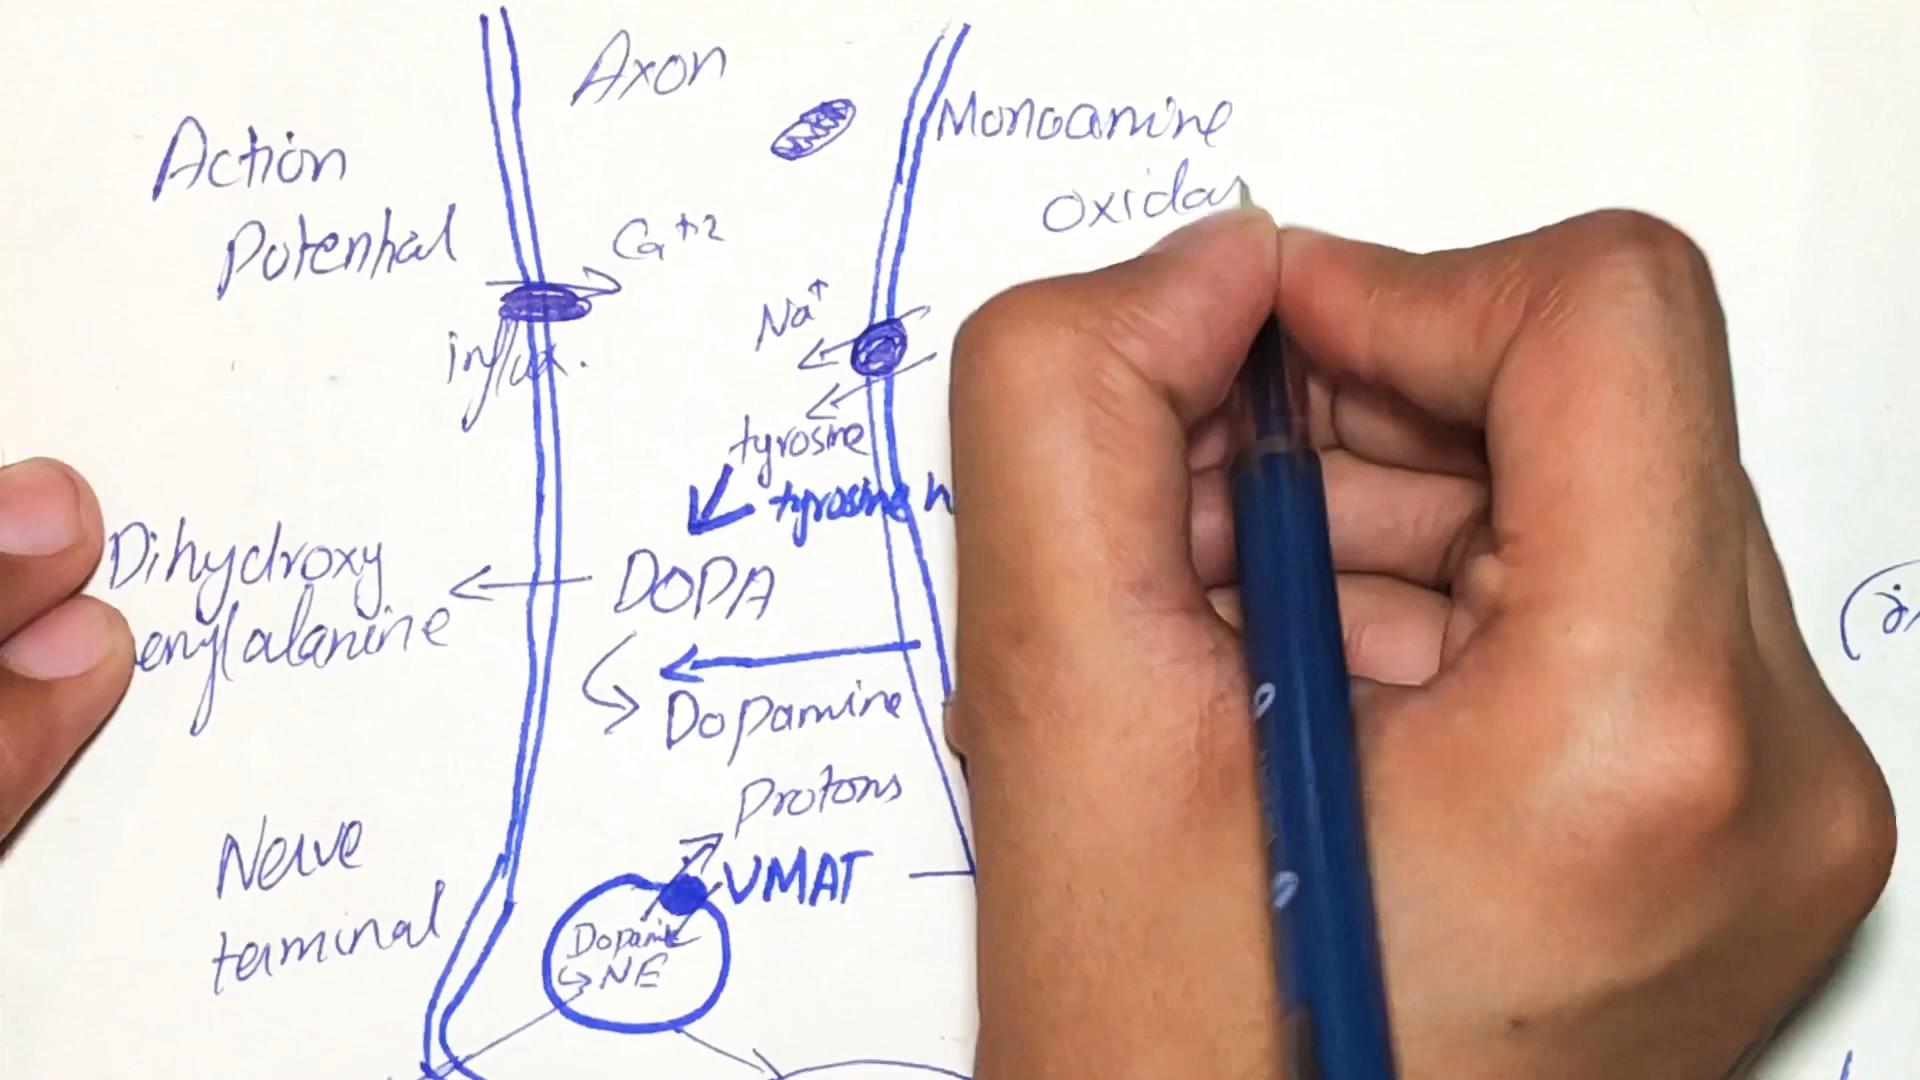 Axon
Monoamine
oxidas
Action
Potential
Ca+2
Na+
influx.
tyrosine
tyrosine h
DOPA
Dihydroxy
enylalanine
Dopamine
Protons
Nerve
terminal
VMAT
Dopamine
NE